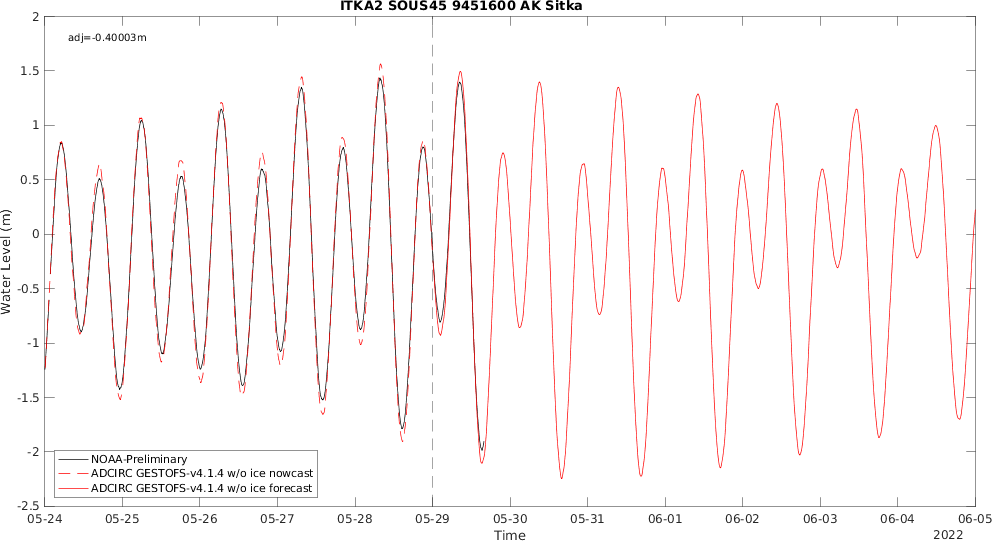 ITKA2 SOUS45 9451600 AK Sitka
adj=-0.40003m
2
1.5
1
0.5
0
-0.5
-1
-1.5
-2
-2.5
Water Level (m)
NOAA-Preliminary
ADCIRC GESTOFS-v4.1.4 w/o ice nowcast
ADCIRC GESTOFS-v4.1.4 w/o ice forecast
05-24 05-25 05-26 05-27 05-28 05-29 05-30 05-31 06-01 06-02 06-03 06-04 06-05
Time
2022